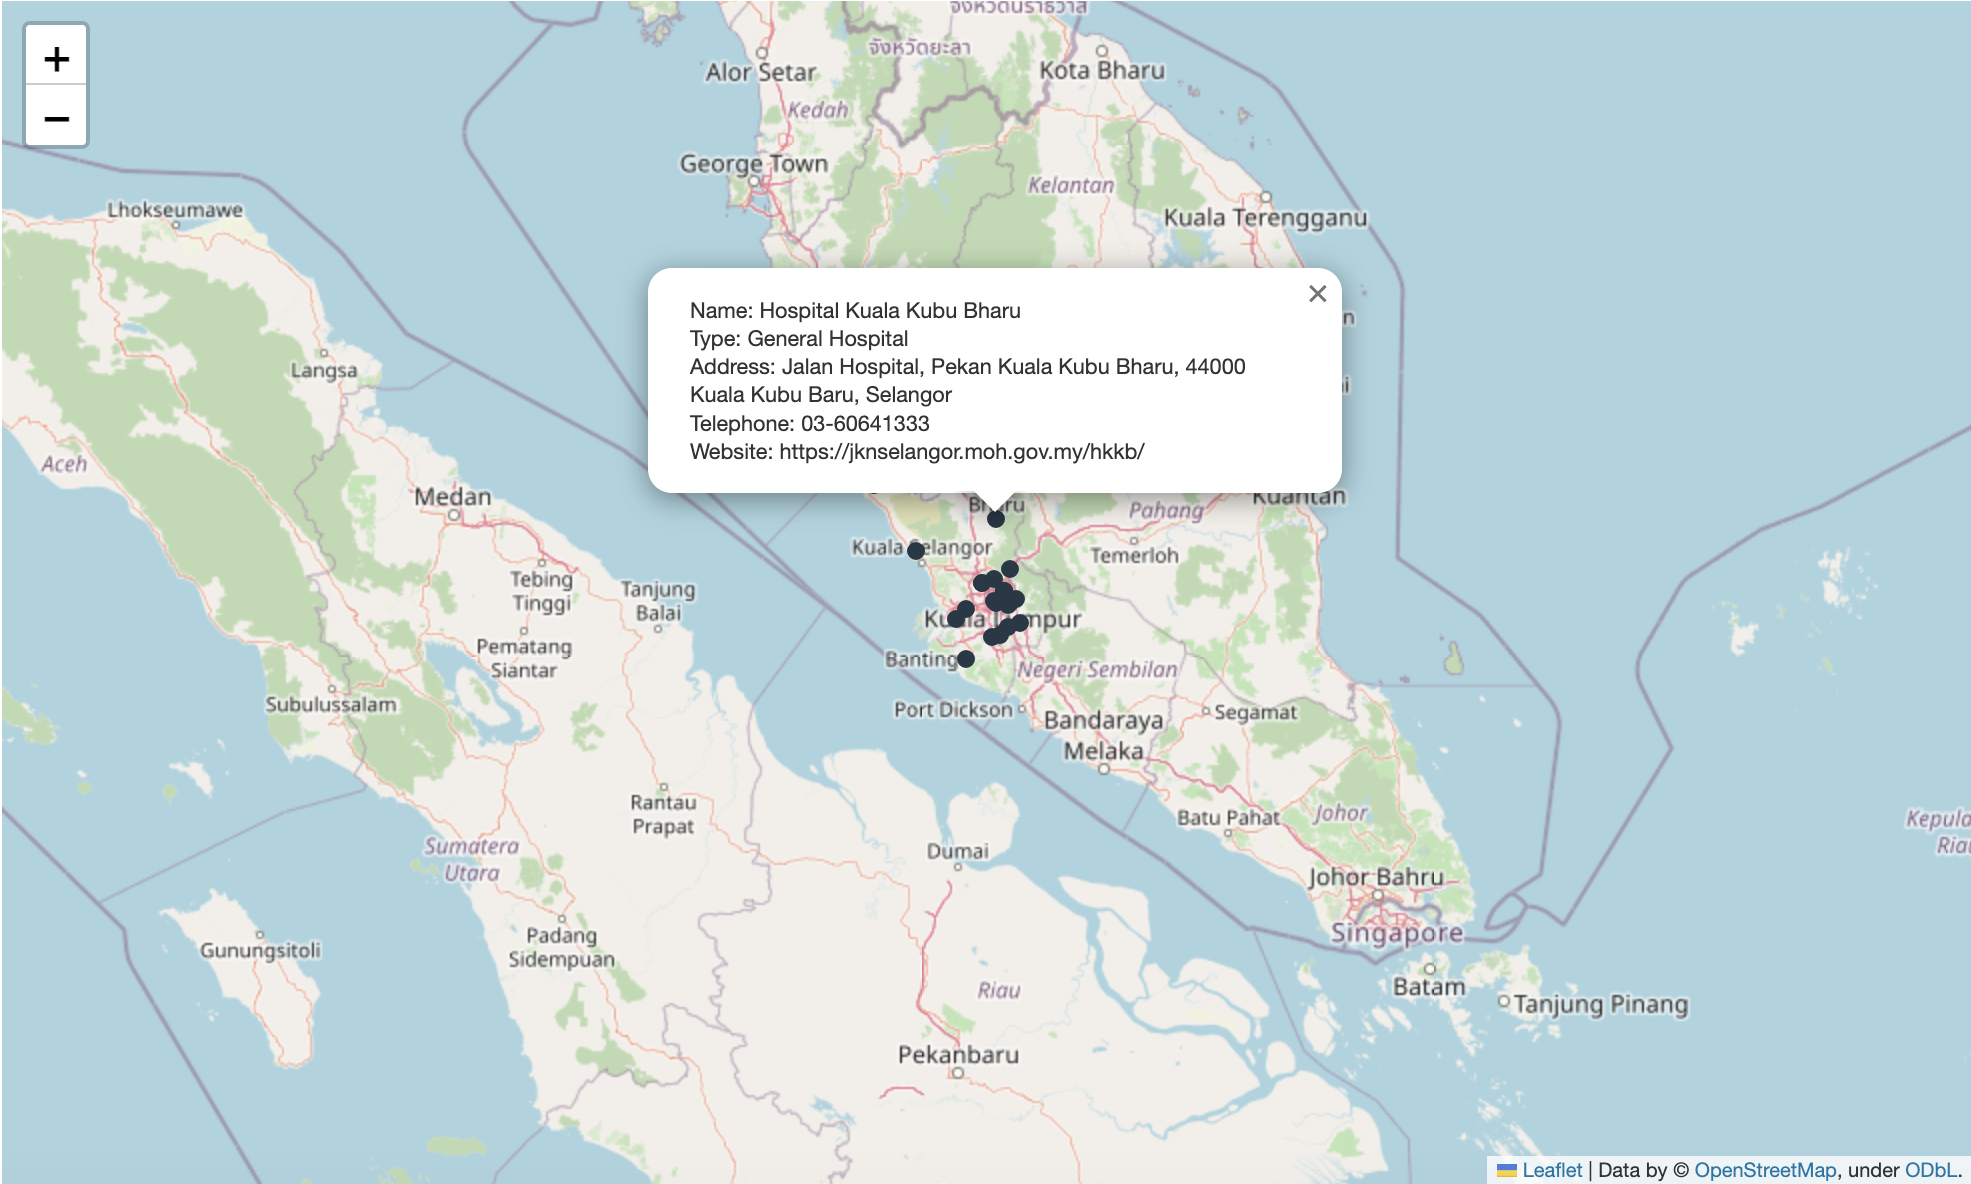 +
−
จังหวัดนราธิวาส
จังหวัดยะลา
Alor Setar
Kota Bharu
Kedah
George Town
Kelantan
Lhokseumawe
Kuala Terengganu
Name: Hospital Kuala Kubu Bharu
Type: General Hospital
Address: Jalan Hospital, Pekan Kuala Kubu Bharu, 44000
Kuala Kubu Baru, Selangor
Telephone: 03-60641333
Website: https://jknselangor.moh.gov.my/hkkb/
×
Langsa
Aceh
Medan
Kuantan
Bharu
Pahang
Kuala Selangor
Temerloh
Tebing
Tinggi
Tanjung
Balai
Kuala Lumpur
Pematang
Siantar
Banting
Negeri Sembilan
Subulussalam
Port Dickson
Bandaraya
Melaka
Segamat
Rantau
Prapat
Batu Pahat
Johor
Sumatera
Utara
Dumai
Johor Bahru
Singapore
Gunungsitoli
Padang
Sidempuan
Batam
Riau
Tanjung Pinang
Pekanbaru
Leaflet | Data by © OpenStreetMap, under ODbL.